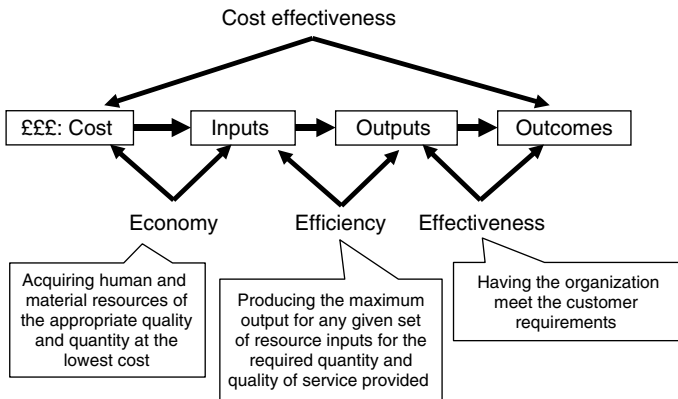 Cost effectiveness
£££: Cost
Inputs
Outputs
Outcomes
Economy
Efficiency
Effectiveness
Acquiring human and
material resources of
the appropriate quality
and quantity at the
lowest cost
Producing the maximum
output for any given set
of resource inputs for the
required quantity and
quality of service provided
Having the organization
meet the customer
requirements